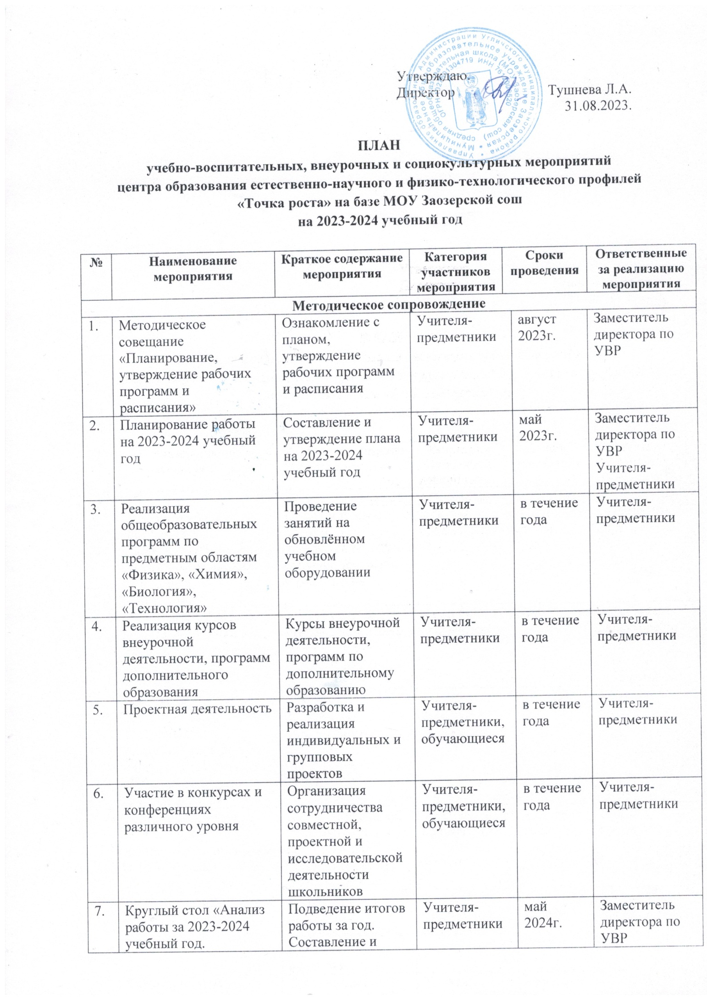 Утверждаю.
Директор Тушнева Л.А.
31.08.2023.
Управление образования Администрации Угличского муниципального района
Муниципальное общеобразовательное учреждение Заозерская
средняя общеобразовательная школа (МОУ Заозерская сош)
ОГРН ИНН
ПЛАН
учебно-воспитательных, внеурочных и социокультурных мероприятий
центра образования естественно-научного и физико-технологического профилей
«Точка роста» на базе МОУ Заозерской сош
на 2023-2024 учебный год
№
Наименование
мероприятия
Краткое содержание
мероприятия
Категория
участников
мероприятия
Сроки
проведения
Ответственные
за реализацию
мероприятия
Методическое сопровождение
1.
Методическое
совещание
«Планирование,
утверждение рабочих
программ и
расписания»
Ознакомление с
планом,
утверждение
рабочих программ
и расписания
Учителя-
предметники
август
2023г.
Заместитель
директора по
УВР
2.
Планирование работы
на 2023-2024 учебный
год
Составление и
утверждение плана
на 2023-2024
учебный год
Учителя-
предметники
май
2023г.
Заместитель
директора по
УВР
Учителя-
предметники
3.
Реализация
общеобразовательных
программ по
предметным областям
«Физика», «Химия»,
«Биология»,
«Технология»
Проведение
занятий на
обновлённом
учебном
оборудовании
Учителя-
предметники
в течение
года
Учителя-
предметники
4.
Реализация курсов
внеурочной
деятельности, программ
дополнительного
образования
Курсы внеурочной
деятельности,
программ по
дополнительному
образованию
Учителя-
предметники
в течение
года
Учителя-
предметники
5.
Проектная деятельность
Разработка и
реализация
индивидуальных и
групповых
проектов
Учителя-
предметники,
обучающиеся
в течение
года
Учителя-
предметники
6.
Участие в конкурсах и
конференциях
различного уровня
Организация
сотрудничества
совместной,
проектной и
исследовательской
деятельности
школьников
Учителя-
предметники,
обучающиеся
в течение
года
Учителя-
предметники
7.
Круглый стол «Анализ
работы за 2023-2024
учебный год.
Подведение итогов
работы за год.
Составление и
Учителя-
предметники
май
2024г.
Заместитель
директора по
УВР